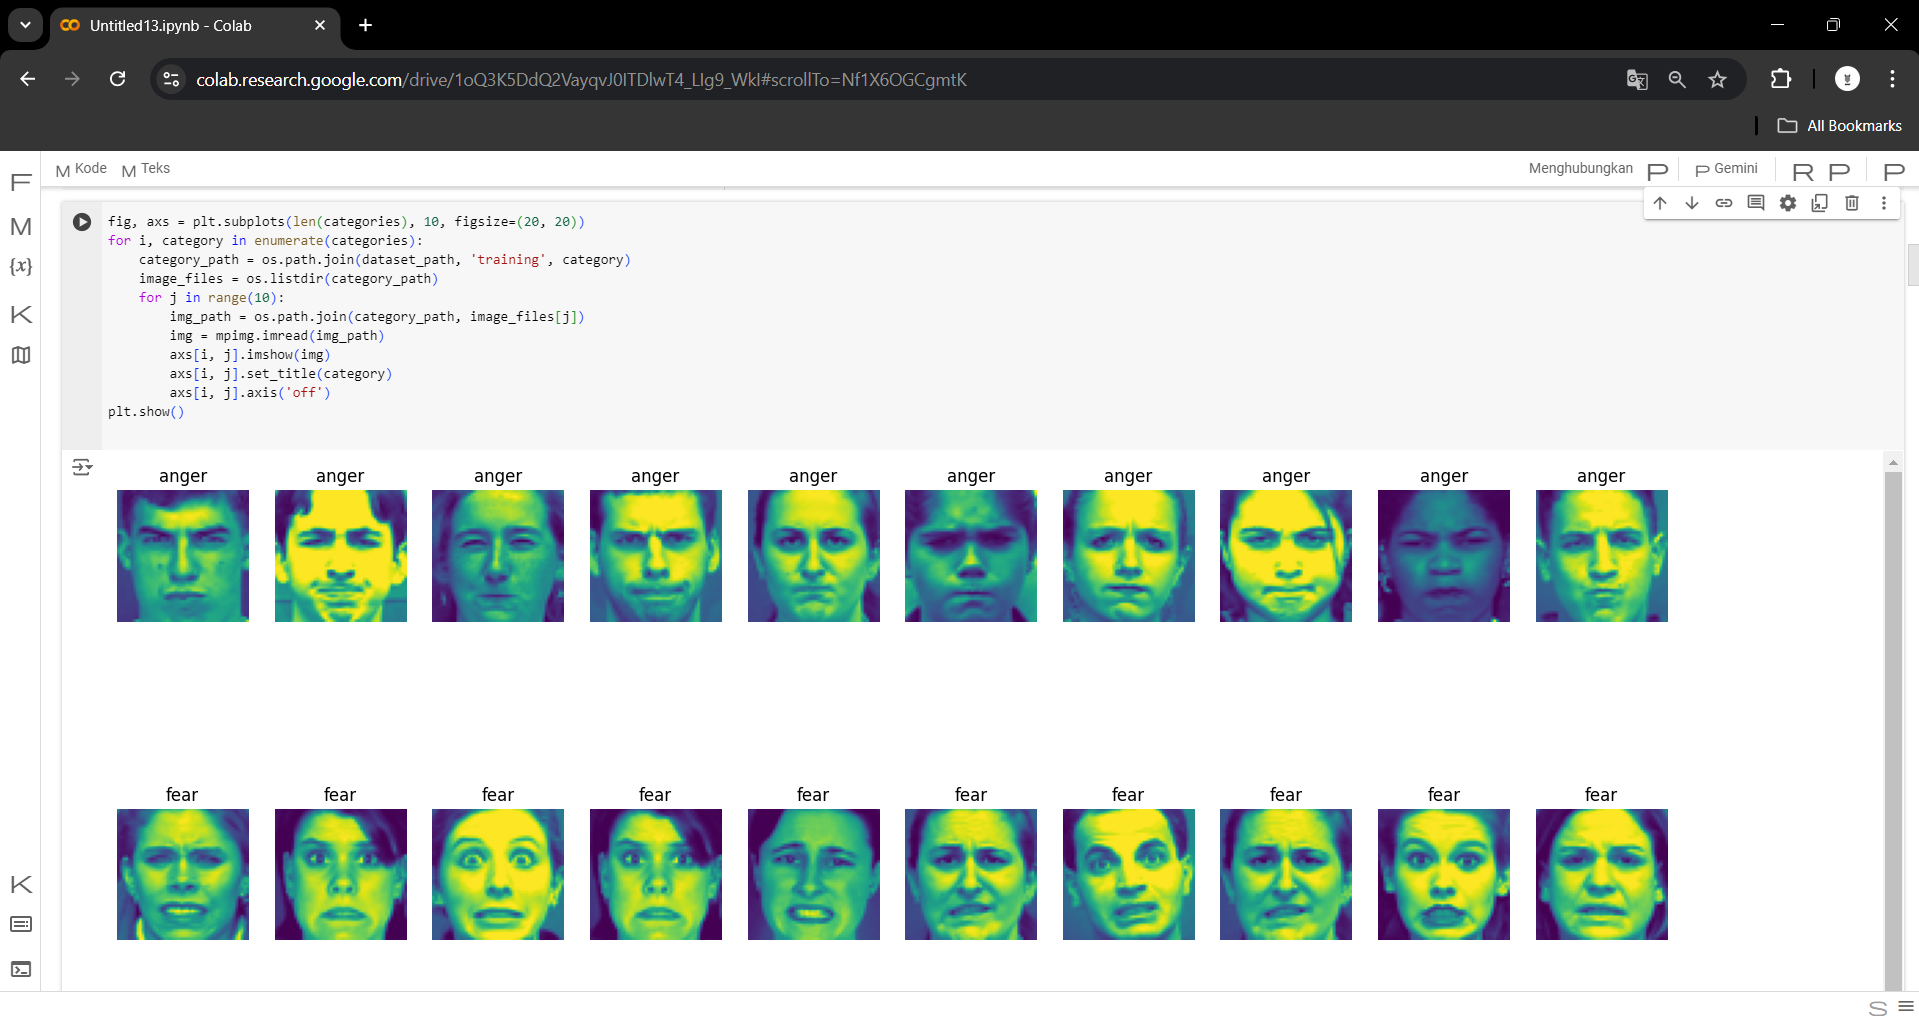 Untitled13.ipynb - Colab
colab.research.google.com/drive/1oQ3K5DdQ2VayqvJ0ITDlwT4_LIg9_WkI#scrollTo=Nf1X6OGCgmtK
All Bookmarks
M Kode M Teks
Menghubungkan P P Gemini R P P
F
M
{x}
K
fig, axs = plt.subplots(len(categories), 10, figsize=(20, 20))
for i, category in enumerate(categories):
    category_path = os.path.join(dataset_path, 'training', category)
    image_files = os.listdir(category_path)
    for j in range(10):
        img_path = os.path.join(category_path, image_files[j])
        img = mpimg.imread(img_path)
        axs[i, j].imshow(img)
        axs[i, j].set_title(category)
        axs[i, j].axis('off')
plt.show()
anger anger anger anger anger anger anger anger anger anger
fear fear fear fear fear fear fear fear fear fear
K
S